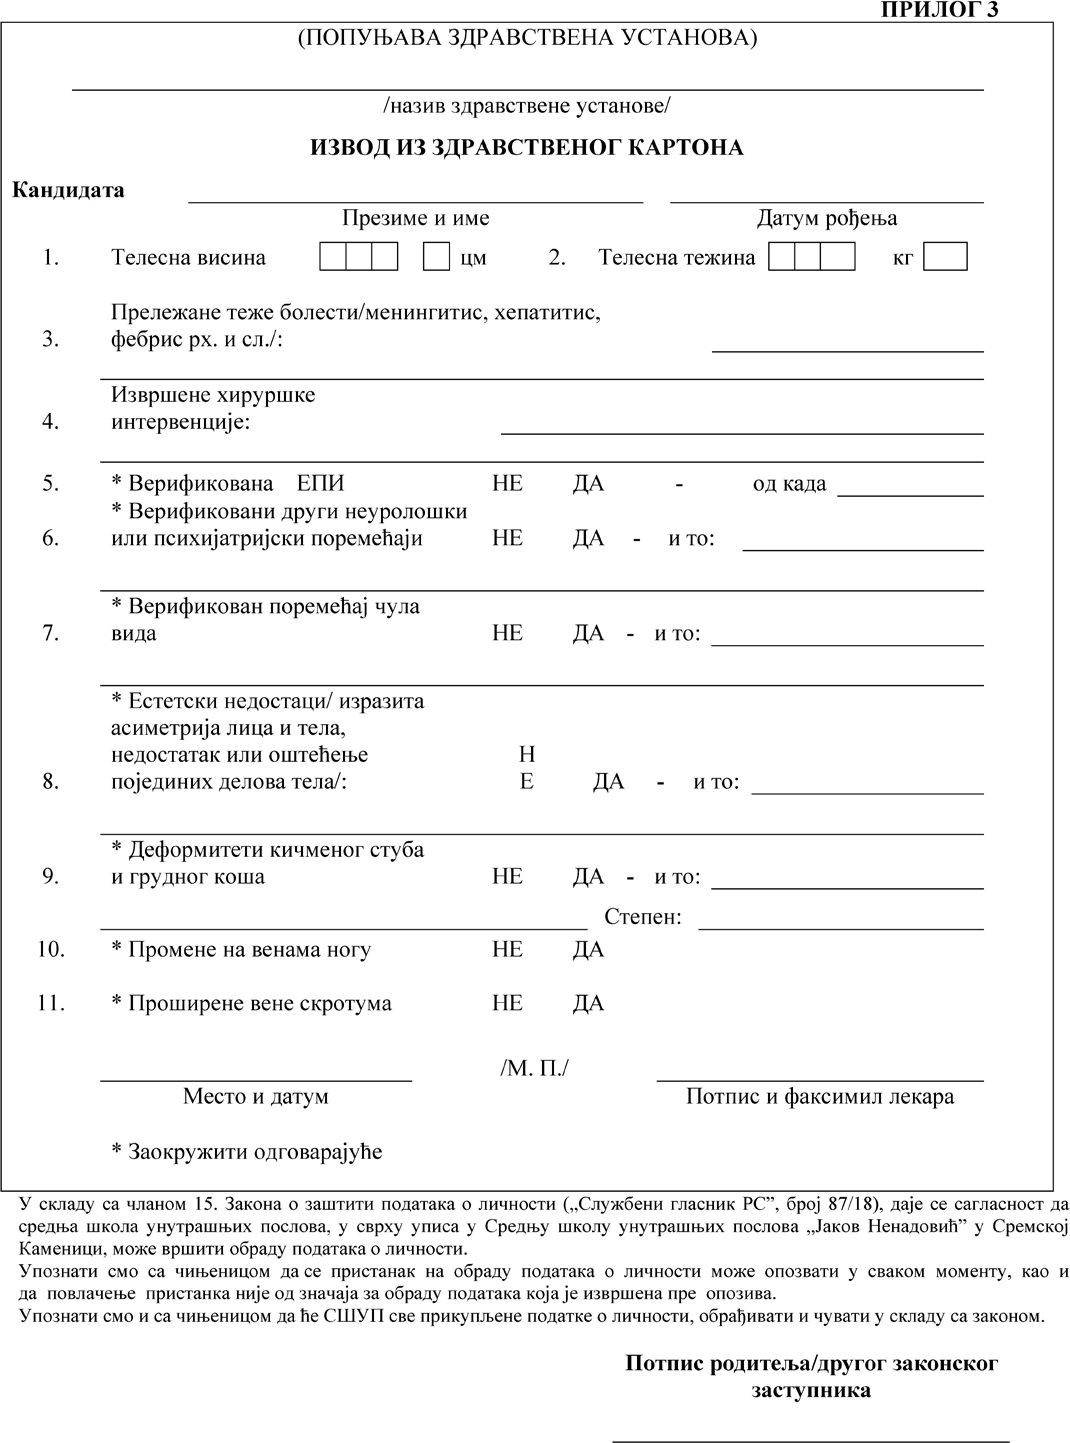 ПРИЛОГ 3
(ПОПУЊАВА ЗДРАВСТВЕНА УСТАНОВА)
/назив здравствене установе/
ИЗВОД ИЗ ЗДРАВСТВЕНОГ КАРТОНА
Кандидата
Презиме и име Датум рођења
1. Телесна висина цм 2. Телесна тежина кг
Прележане теже болести/менингитис, хепатитис,
3. фебрис рх. и сл./:
Извршене хируршке
4. интервенције:
5. * Верификована ЕПИ НЕ ДА - од када
* Верификовани други неуролошки
6. или психијатријски поремећаји НЕ ДА - и то:
* Верификован поремећај чула
7. вида НЕ ДА - и то:
* Естетски недостаци/ изразита
асиметрија лица и тела,
недостатак или оштећење Н
8. појединих делова тела/: Е ДА - и то:
* Деформитети кичменог стуба
9. и грудног коша НЕ ДА - и то:
Степен:
10. * Промене на венама ногу НЕ ДА
11. * Проширене вене скротума НЕ ДА
/М. П./
Место и датум Потпис и факсимил лекара
* Заокружити одговарајуће
У складу са чланом 15. Закона о заштити података о личности („Службени гласник РС”, број 87/18), даје се сагласност да
средња школа унутрашњих послова, у сврху уписа у Средњу школу унутрашњих послова „Јаков Ненадовић” у Сремској
Каменици, може вршити обраду података о личности.
Упознати смо са чињеницом да се пристанак на обраду података о личности може опозвати у сваком моменту, као и
да повлачење пристанка није од значаја за обраду података која је извршена пре опозива.
Упознати смо и са чињеницом да ће СШУП све прикупљене податке о личности, обрађивати и чувати у складу са законом.
Потпис родитеља/другог законског
заступника